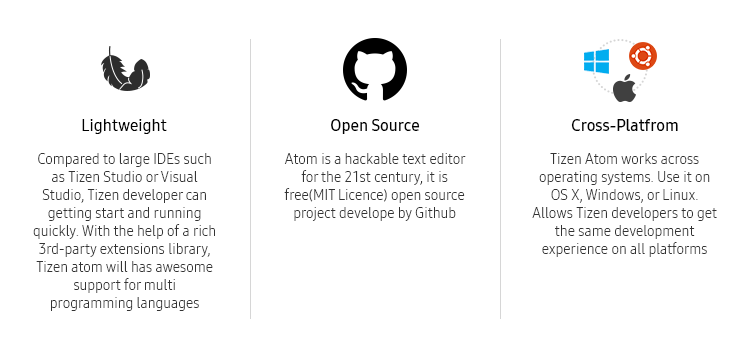 Lightweight
Compared to large IDEs such
as Tizen Studio or Visual
Studio, Tizen developer can
getting start and running
quickly. With the help of a rich
3rd-party extensions library,
Tizen atom will has awesome
support for multi
programming languages
Open Source
Atom is a hackable text editor
for the 21st century, it is
free(MIT Licence) open source
project develope by Github
Cross-Platfrom
Tizen Atom works across
operating systems. Use it on
OS X, Windows, or Linux.
Allows Tizen developers to get
the same development
experience on all platforms